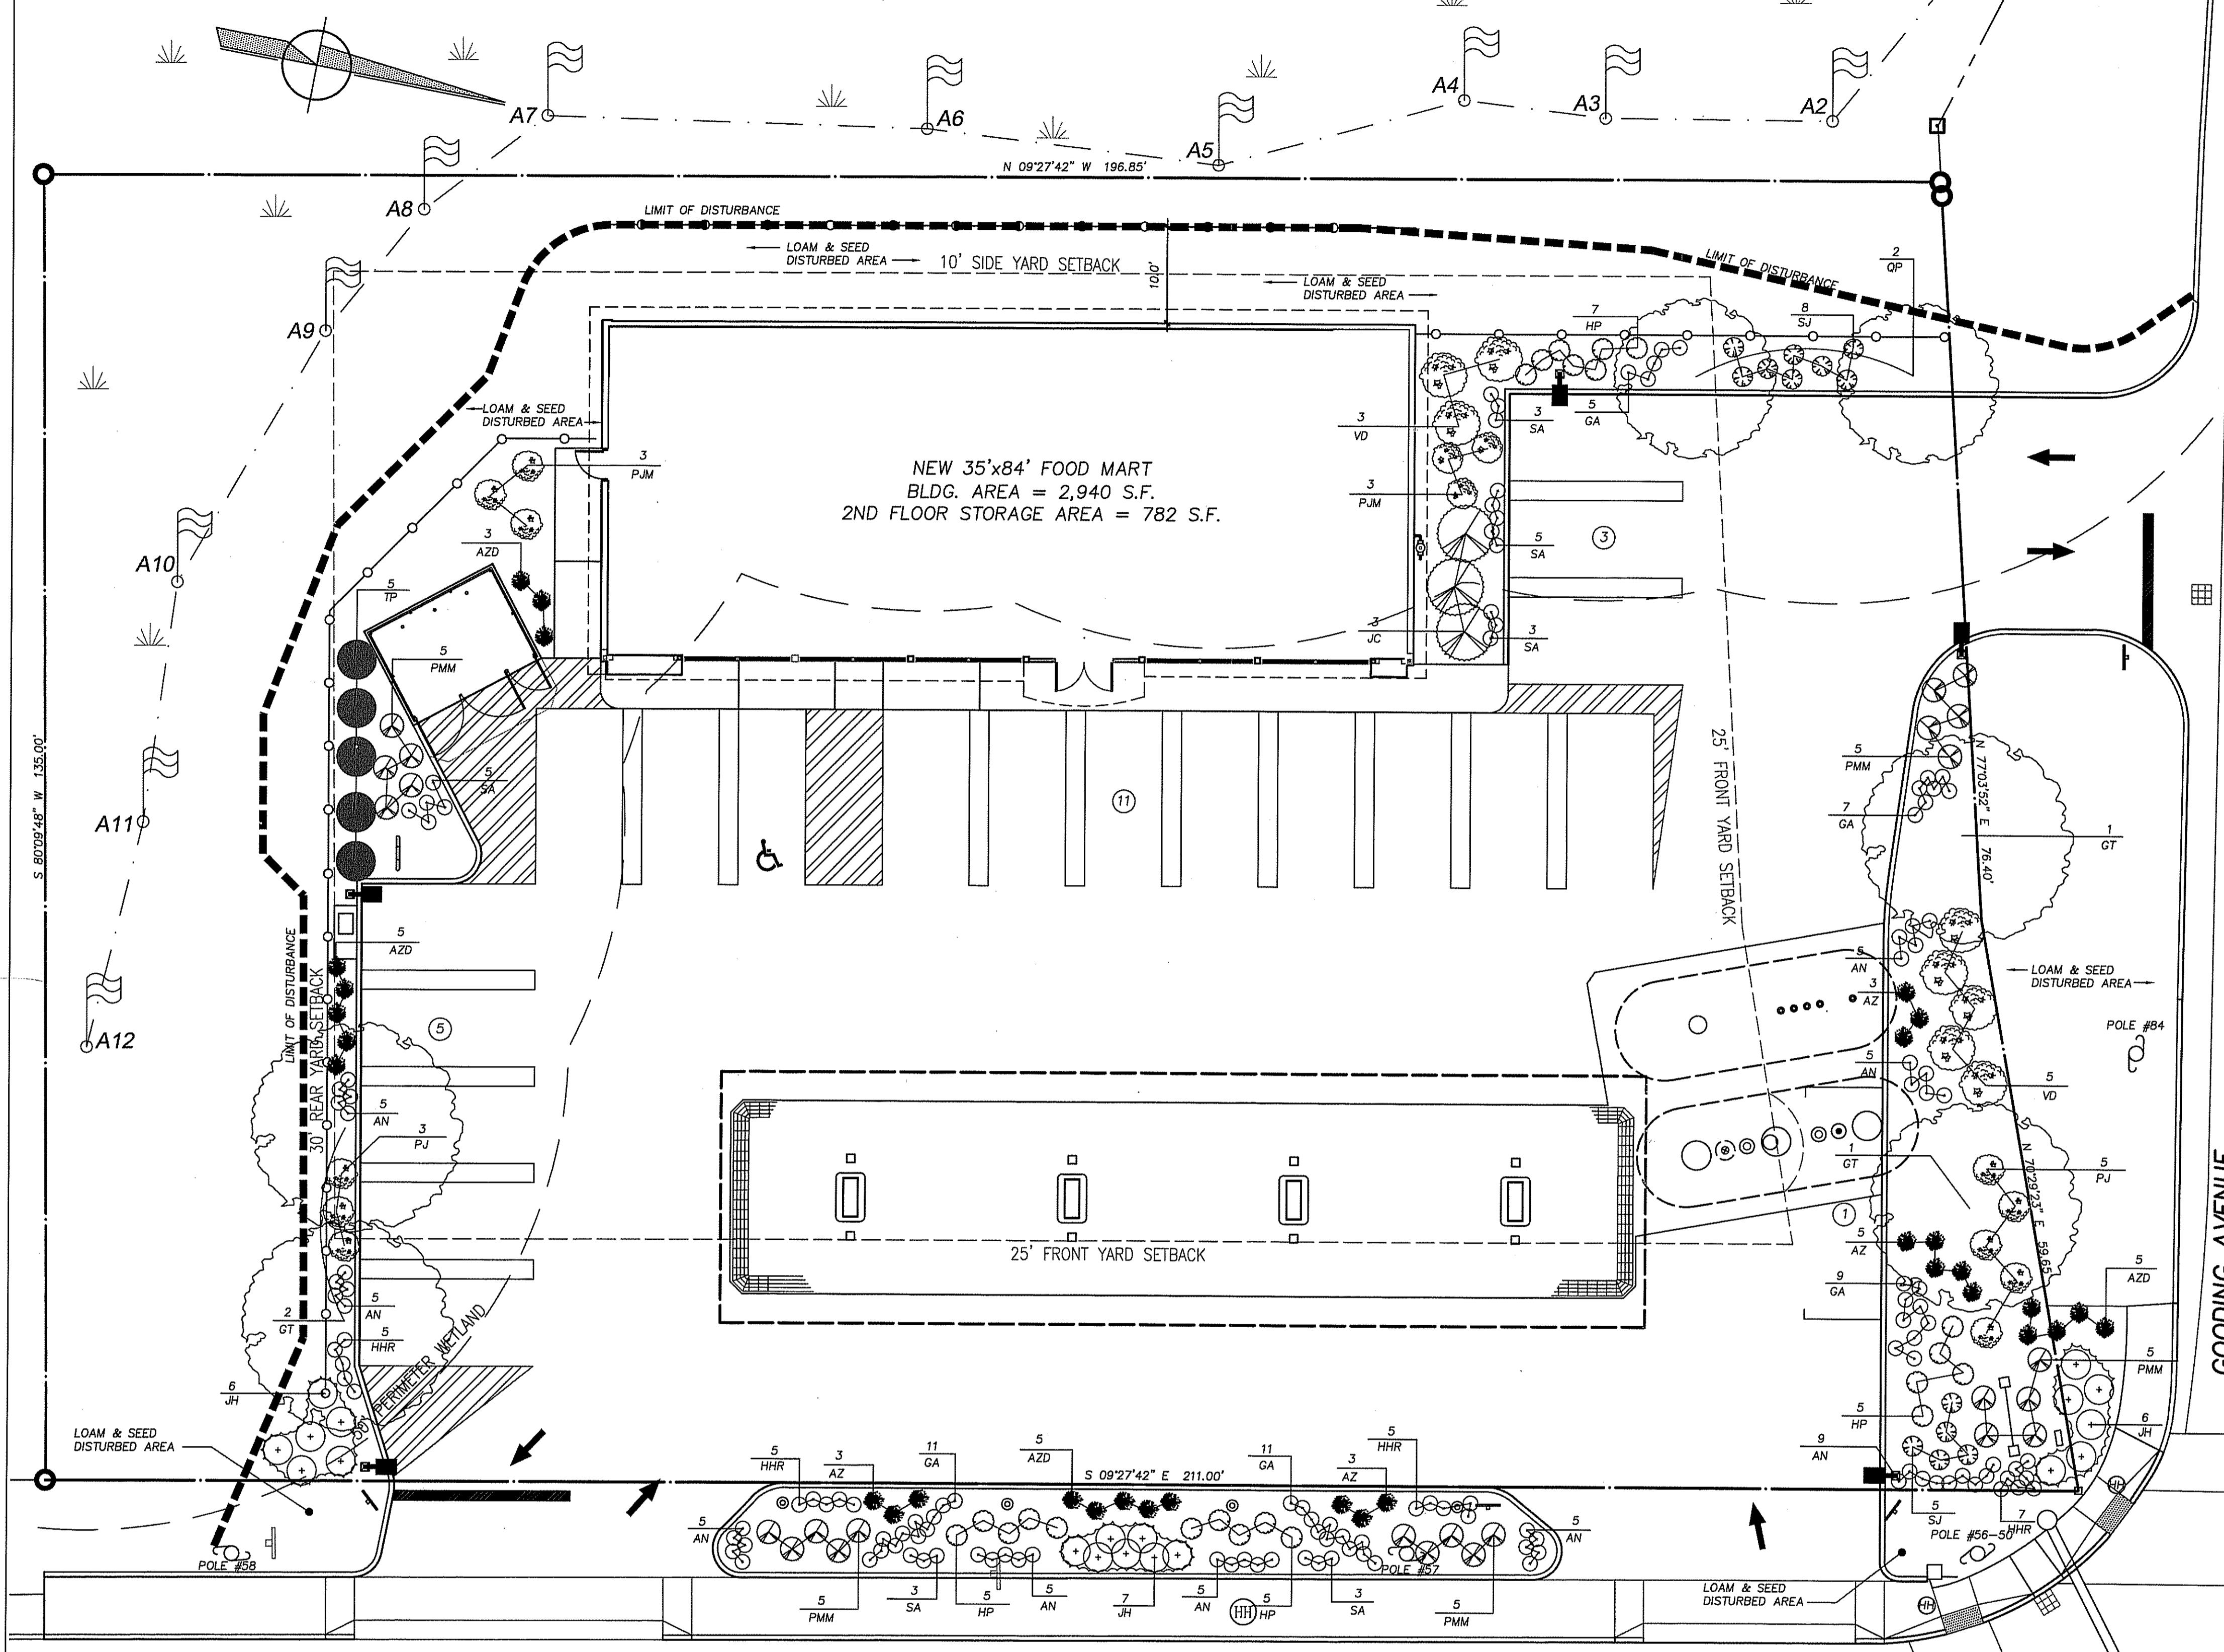 A7
A6
A5
A4
A3
A2
N 09°27'42" W 196.85'
A8
LIMIT OF DISTURBANCE
LOAM & SEED
DISTURBED AREA
10' SIDE YARD SETBACK
10.0'
LOAM & SEED
DISTURBED AREA
LIMIT OF DISTURBANCE
2
QP
A9
7
HP
8
SJ
LOAM & SEED
DISTURBED AREA
3
VD
3
SA
5
GA
3
PJM
NEW 35'x84' FOOD MART
BLDG. AREA = 2,940 S.F.
2ND FLOOR STORAGE AREA = 782 S.F.
3
PJM
3
AZD
5
SA
3
A10
5
TP
3
JC
3
SA
5
PMM
S 80°09'48" W 135.00'
25' FRONT YARD SETBACK
5
PMM
N 77°03'52" E 76.40'
5
SA
11
A11
7
GA
1
GT
5
AZD
LIMIT OF DISTURBANCE
30' REAR YARD SETBACK
5
AN
3
AZ
LOAM & SEED
DISTURBED AREA
5
A12
POLE #84
5
AN
5
VD
5
AN
3
PJ
1
GT
N 70°29'23" E 59.65'
5
PJ
1
GOODING AVENUE
25' FRONT YARD SETBACK
5
AZ
5
AZD
9
GA
5
AN
2
GT
5
HHR
PERIMETER WETLAND
5
PMM
6
JH
5
HP
6
JH
LOAM & SEED
DISTURBED AREA
9
AN
5
HHR
3
AZ
11
GA
5
AZD
S 09°27'42" E 211.00'
11
GA
3
AZ
5
HHR
HH
5
AN
5
AN
5
SJ
7
HHR
POLE #56-50
POLE #58
POLE #57
5
PMM
3
SA
5
HP
5
AN
7
JH
5
AN
HH
5
HP
3
SA
5
PMM
LOAM & SEED
DISTURBED AREA
HH